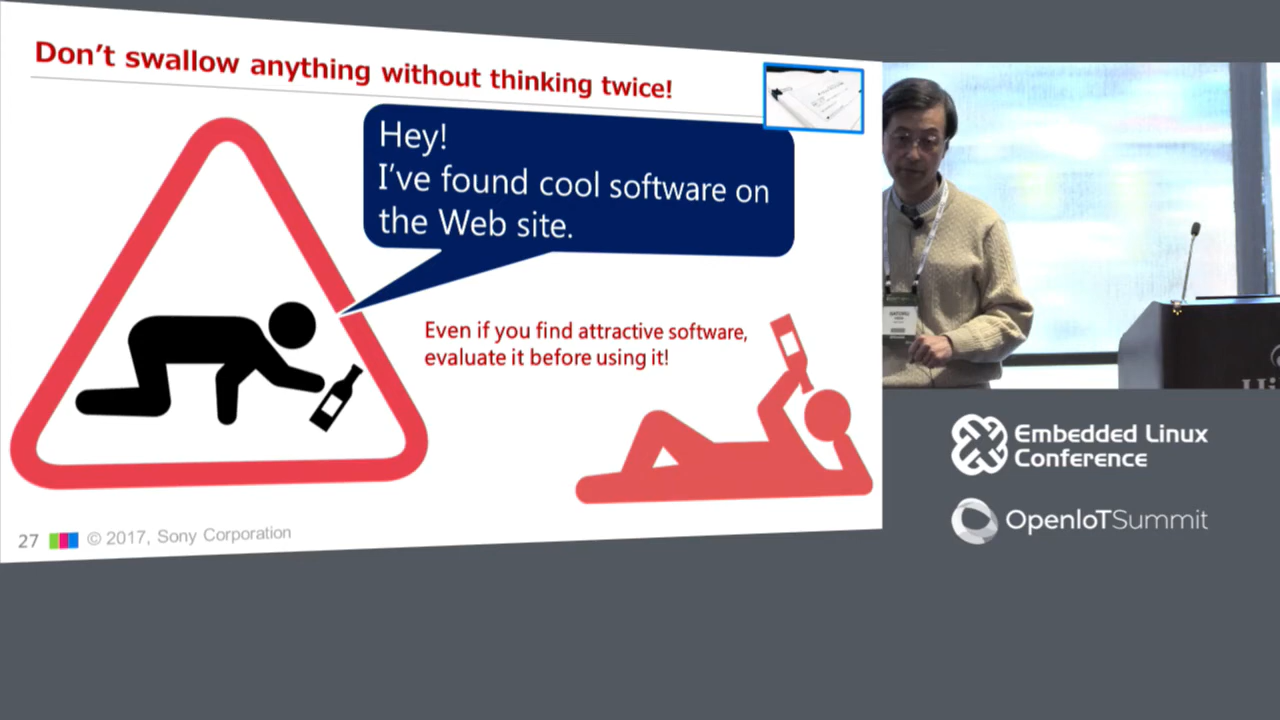 Don't swallow anything without thinking twice!
Hey!
I've found cool software on
the Web site.
Even if you find attractive software,
evaluate it before using it!
27
© 2017, Sony Corporation
Embedded Linux
Conference
OpenIoTSummit